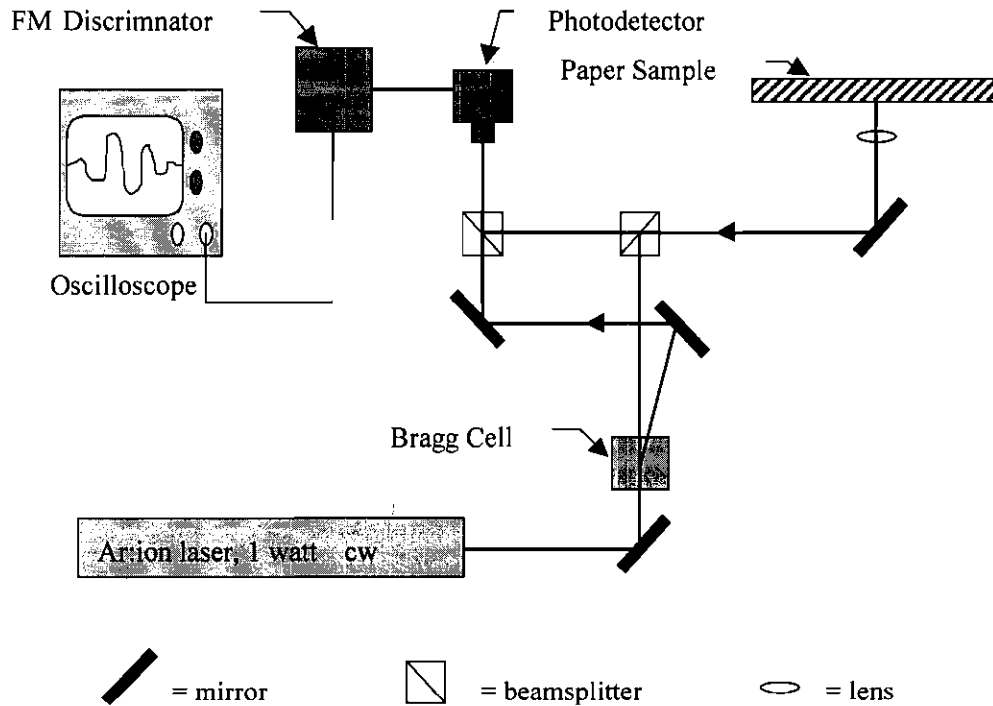 FM Discrimnator
Photodetector
Paper Sample
Oscilloscope
Bragg Cell
Ar:ion laser, 1 watt cw
= mirror
= beamsplitter
= lens